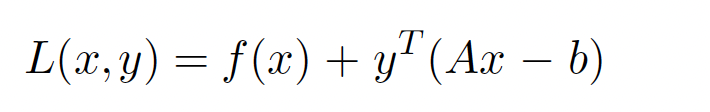 L(x, y) = f(x) + y^T(Ax − b)